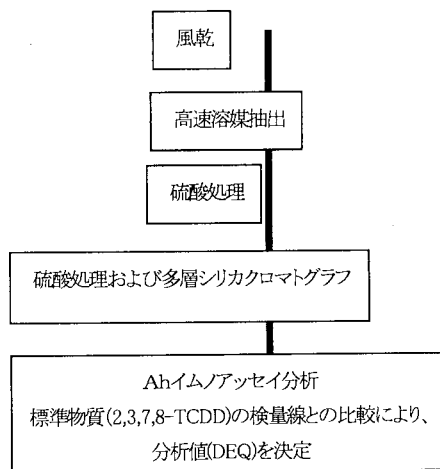 風乾
高速溶媒抽出
硫酸処理
硫酸処理および多層シリカクロマトグラフ
Ahイムノアッセイ分析
標準物質(2,3,7,8-TCDD)の検量線との比較により、
分析値(DEQ)を決定